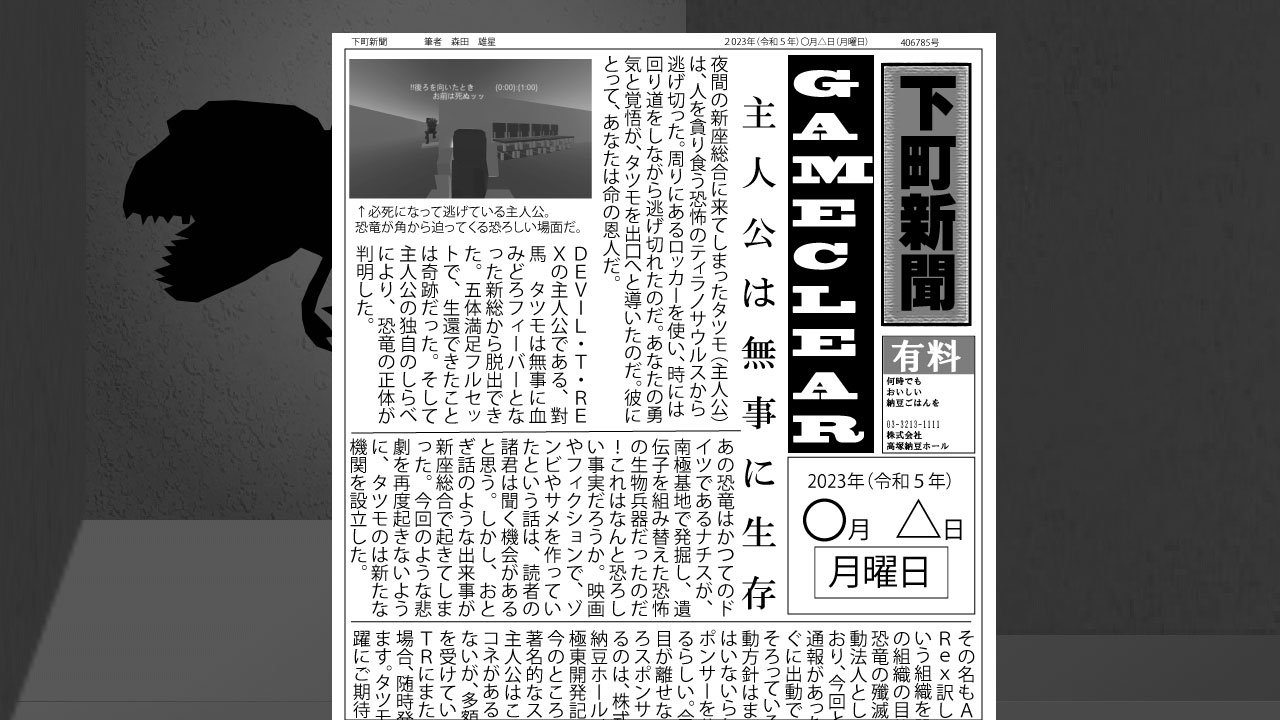 下町新聞　　　筆者　森田　雄星
2023年（令和５年）〇月△日（月曜日）　　406785号
下町新聞
有料
何時でも
おいしい
納豆ごはんを
03-3213-1111
株式会社
高塚納豆ホール
2023年（令和５年）
〇月　△日
月曜日
GAMECLEAR
主人公は無事に生存
夜間の新座総合に来てしまったタツモ（主人公）
は、人を貪り食う恐怖のティラノサウルスから
逃げ切った。周りにあるロッカーを使い、時には
回り道をしながら逃げ切れたのだ。あなたの勇
気と覚悟が、タツモを出口へと導いたのだ。彼に
とって、あなたは命の恩人だ。
!!後ろを向いたとき　　(0:00):(1:00)
お前は死ぬッッ
「必死になって逃げている主人公。
恐竜が角から迫ってくる恐ろしい場面だ。
ＤＥＶＩＬ・Ｔ・ＲＥ
Ｘの主人公である、對
馬　タツモは無事に血
みどろフィーバーとな
った新総から脱出でき
た。五体満足フルセッ
トで、生還できたこと
は奇跡だった。そして
主人公の独自のしらべ
により、恐竜の正体が
判明した。
あの恐竜はかつてのド
イツであるナチスが、
南極基地で発掘し、遺
伝子を組み替えた恐怖
の生物兵器だったのだ
！これはなんと恐ろし
い事実だろうか。映画
やフィクションで、ゾ
ンビやサメを作ってい
たという話は、読者の
諸君は聞く機会がある
と思う。しかし、おと
ぎ話のような出来事が
新座総合で起きてしま
った。今回のような悲
劇を再度起きないよう
に、タツモのは新たな
機関を設立した。
その名もＡ
Ｒｅｘ訳し
いう組織を
の組織の目
恐竜の殲滅
動法人とし
おり、今回と
通報があっ
ぐに出動で
そろっている
動方針はま
はいないら
ポンサーを
るらしい。今
目が離せな
ろスポンサ
るのは、株式
納豆ホール
極東開発記
今のところ
著名的なス
主人公はこ
コネがある
ないが、多額
を受けてい
ＴＲにまた
場合、随時発
ます。タツモ
躍にご期待